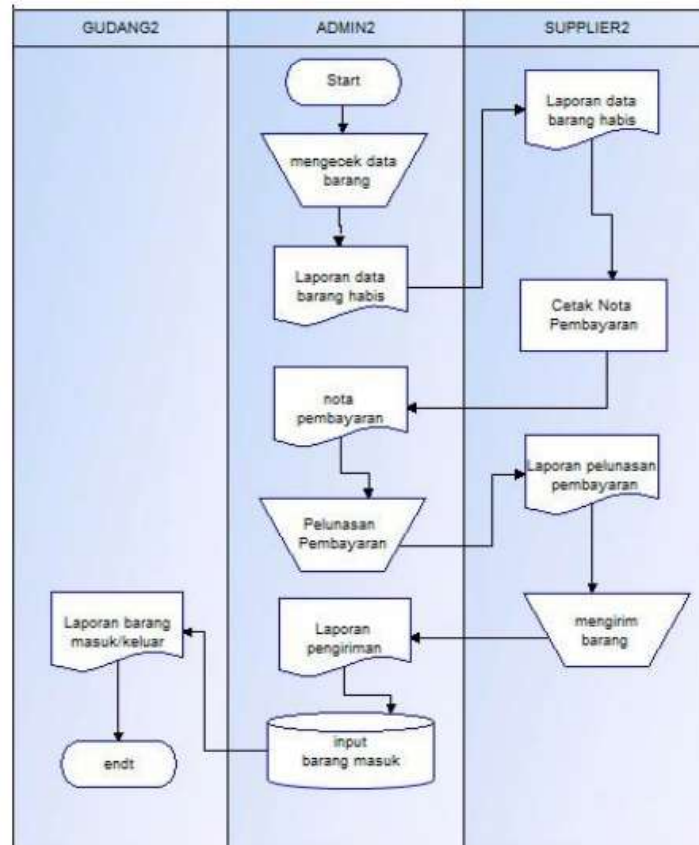 GUDANG2
ADMIN2
SUPPLIER2
Start
mengecek data
barang
Laporan data
barang habis
Laporan data
barang habis
Cetak Nota
Pembayaran
nota
pembayaran
Pelunasan
Pembayaran
Laporan pelunasan
pembayaran
mengirim
barang
Laporan
pengiriman
input
barang masuk
Laporan barang
masuk/keluar
endt